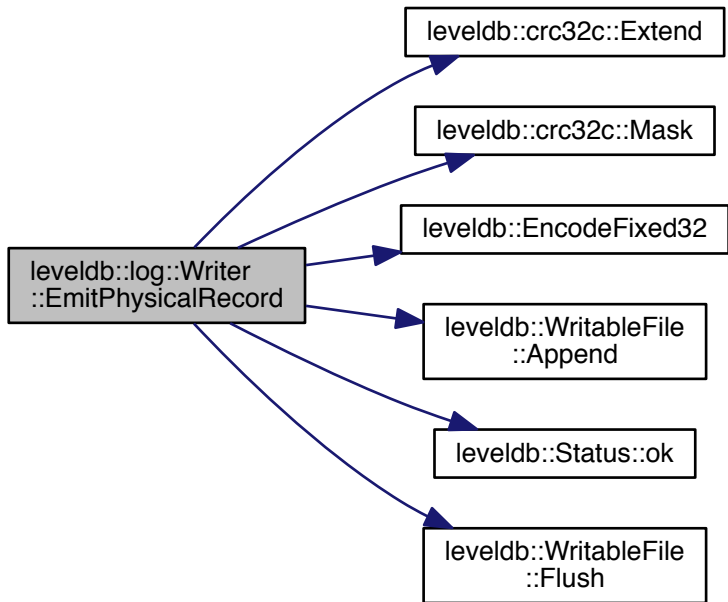 leveldb::crc32c::Extend
leveldb::crc32c::Mask
leveldb::EncodeFixed32
leveldb::log::Writer
::EmitPhysicalRecord
leveldb::WritableFile
::Append
leveldb::Status::ok
leveldb::WritableFile
::Flush